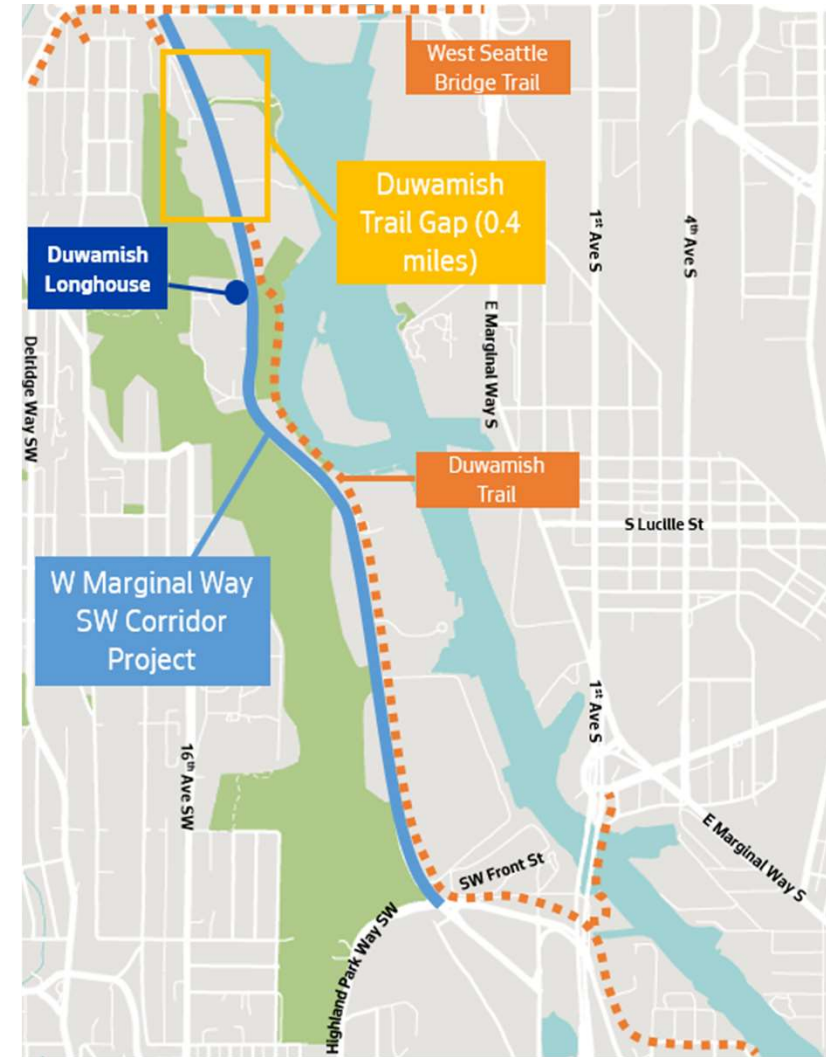 West Seattle
Bridge Trail
Duwamish
Trail Gap (0.4
miles)
1st Ave S
4th Ave S
Duwamish
Longhouse
E Marginal Way S
Delridge Way SW
Duwamish
Trail
S Lucille St
W Marginal Way
SW Corridor
Project
1st Ave S
16th Ave SW
E Marginal Way S
SW Front St
Highland Park Way SW